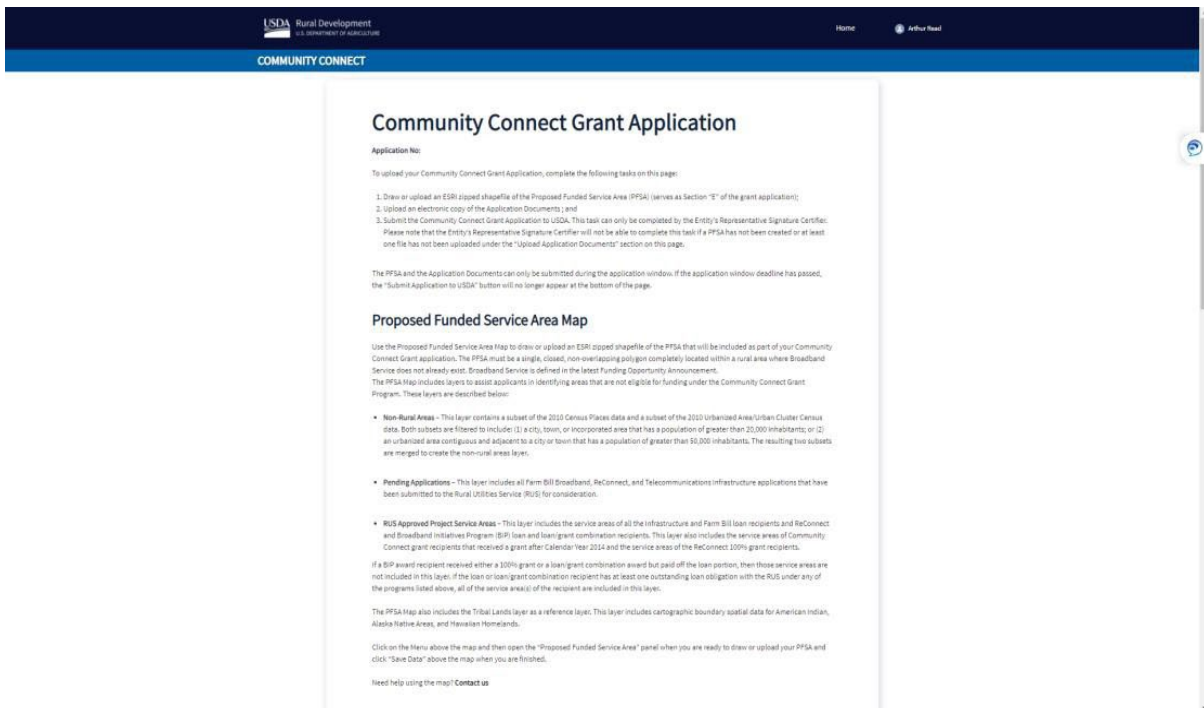 USDA Rural Development
U.S. DEPARTMENT OF AGRICULTURE
Home
Arthur Read
COMMUNITY CONNECT
Community Connect Grant Application
Application No:
To upload your Community Connect Grant Application, complete the following tasks on this page:
1. Draw or upload an ESRI zipped shapefile of the Proposed Funded Service Area (PFSA) (serves as Section "E" of the grant application);
2. Upload an electronic copy of the Application Documents ; and
3. Submit the Community Connect Grant Application to USDA. This task can only be completed by the Entity's Representative Signature Certifier.
Please note that the Entity's Representative Signature Certifier will not be able to complete this task if a PFSA has not been created or at least
one file has not been uploaded under the "Upload Application Documents" section on this page.
The PFSA and the Application Documents can only be submitted during the application window. If the application window deadline has passed,
the "Submit Application to USDA" button will no longer appear at the bottom of the page.
Proposed Funded Service Area Map
Use the Proposed Funded Service Area Map to draw or upload an ESRI zipped shapefile of the PFSA that will be included as part of your Community
Connect Grant application. The PFSA must be a single, closed, non-overlapping polygon completely located within a rural area where Broadband
Service does not already exist. Broadband Service is defined in the latest Funding Opportunity Announcement.
The PFSA Map includes layers to assist applicants in identifying areas that are not eligible for funding under the Community Connect Grant
Program. These layers are described below:
• Non-Rural Areas – This layer contains a subset of the 2010 Census Places data and a subset of the 2010 Urbanized Area/Urban Cluster Census
data. Both subsets are filtered to include: (1) a city, town, or incorporated area that has a population of greater than 20,000 inhabitants; or (2)
an urbanized area contiguous and adjacent to a city or town that has a population of greater than 50,000 inhabitants. The resulting two subsets
are merged to create the non-rural areas layer.
• Pending Applications – This layer includes all Farm Bill Broadband, ReConnect, and Telecommunications Infrastructure applications that have
been submitted to the Rural Utilities Service (RUS) for consideration.
• RUS Approved Project Service Areas – This layer includes the service areas of all the Infrastructure and Farm Bill loan recipients and ReConnect
and Broadband Initiatives Program (BIP) loan and loan/grant combination recipients. This layer also includes the service areas of Community
Connect grant recipients that received a grant after Calendar Year 2014 and the service areas of the ReConnect 100% grant recipients.
If a BIP award recipient received either a 100% grant or a loan/grant combination award but paid off the loan portion, then those service areas are
not included in this layer. If the loan or loan/grant combination recipient has at least one outstanding loan obligation with the RUS under any of
the programs listed above, all of the service area(s) of the recipient are included in this layer.
The PFSA Map also includes the Tribal Lands layer as a reference layer. This layer includes cartographic boundary spatial data for American Indian,
Alaska Native Areas, and Hawaiian Homelands.
Click on the Menu above the map and then open the "Proposed Funded Service Area" panel when you are ready to draw or upload your PFSA and
click "Save Data" above the map when you are finished.
Need help using the map? Contact us